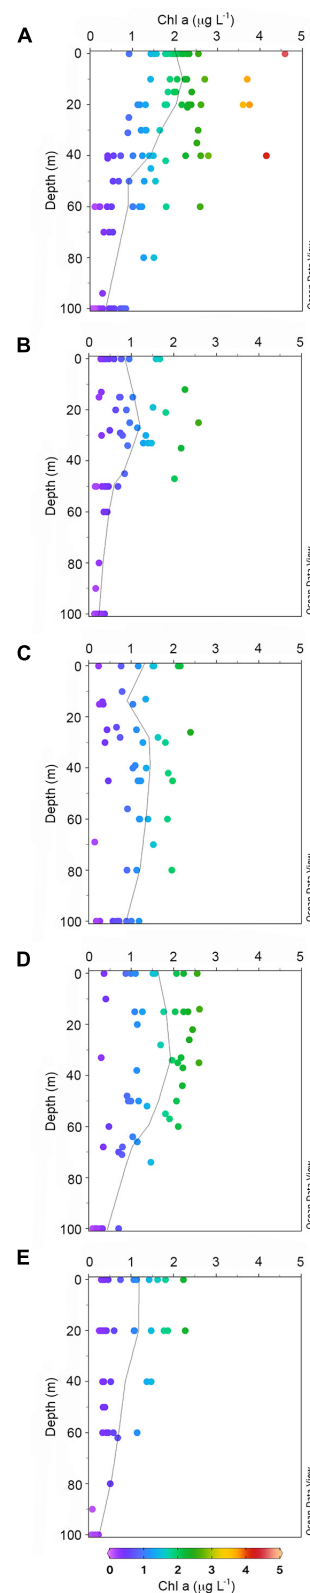 Chl a (µg L⁻¹)
A 0 1 2 3 4 5
0
20
40
60
80
100
Depth (m)
Ocean Data View
B 0 1 2 3 4 5
0
20
40
60
80
100
Depth (m)
Ocean Data View
C 0 1 2 3 4 5
0
20
40
60
80
100
Depth (m)
Ocean Data View
D 0 1 2 3 4 5
0
20
40
60
80
100
Depth (m)
Ocean Data View
E 0 1 2 3 4 5
0
20
40
60
80
100
Depth (m)
Ocean Data View
0 1 2 3 4 5
Chl a (µg L⁻¹)